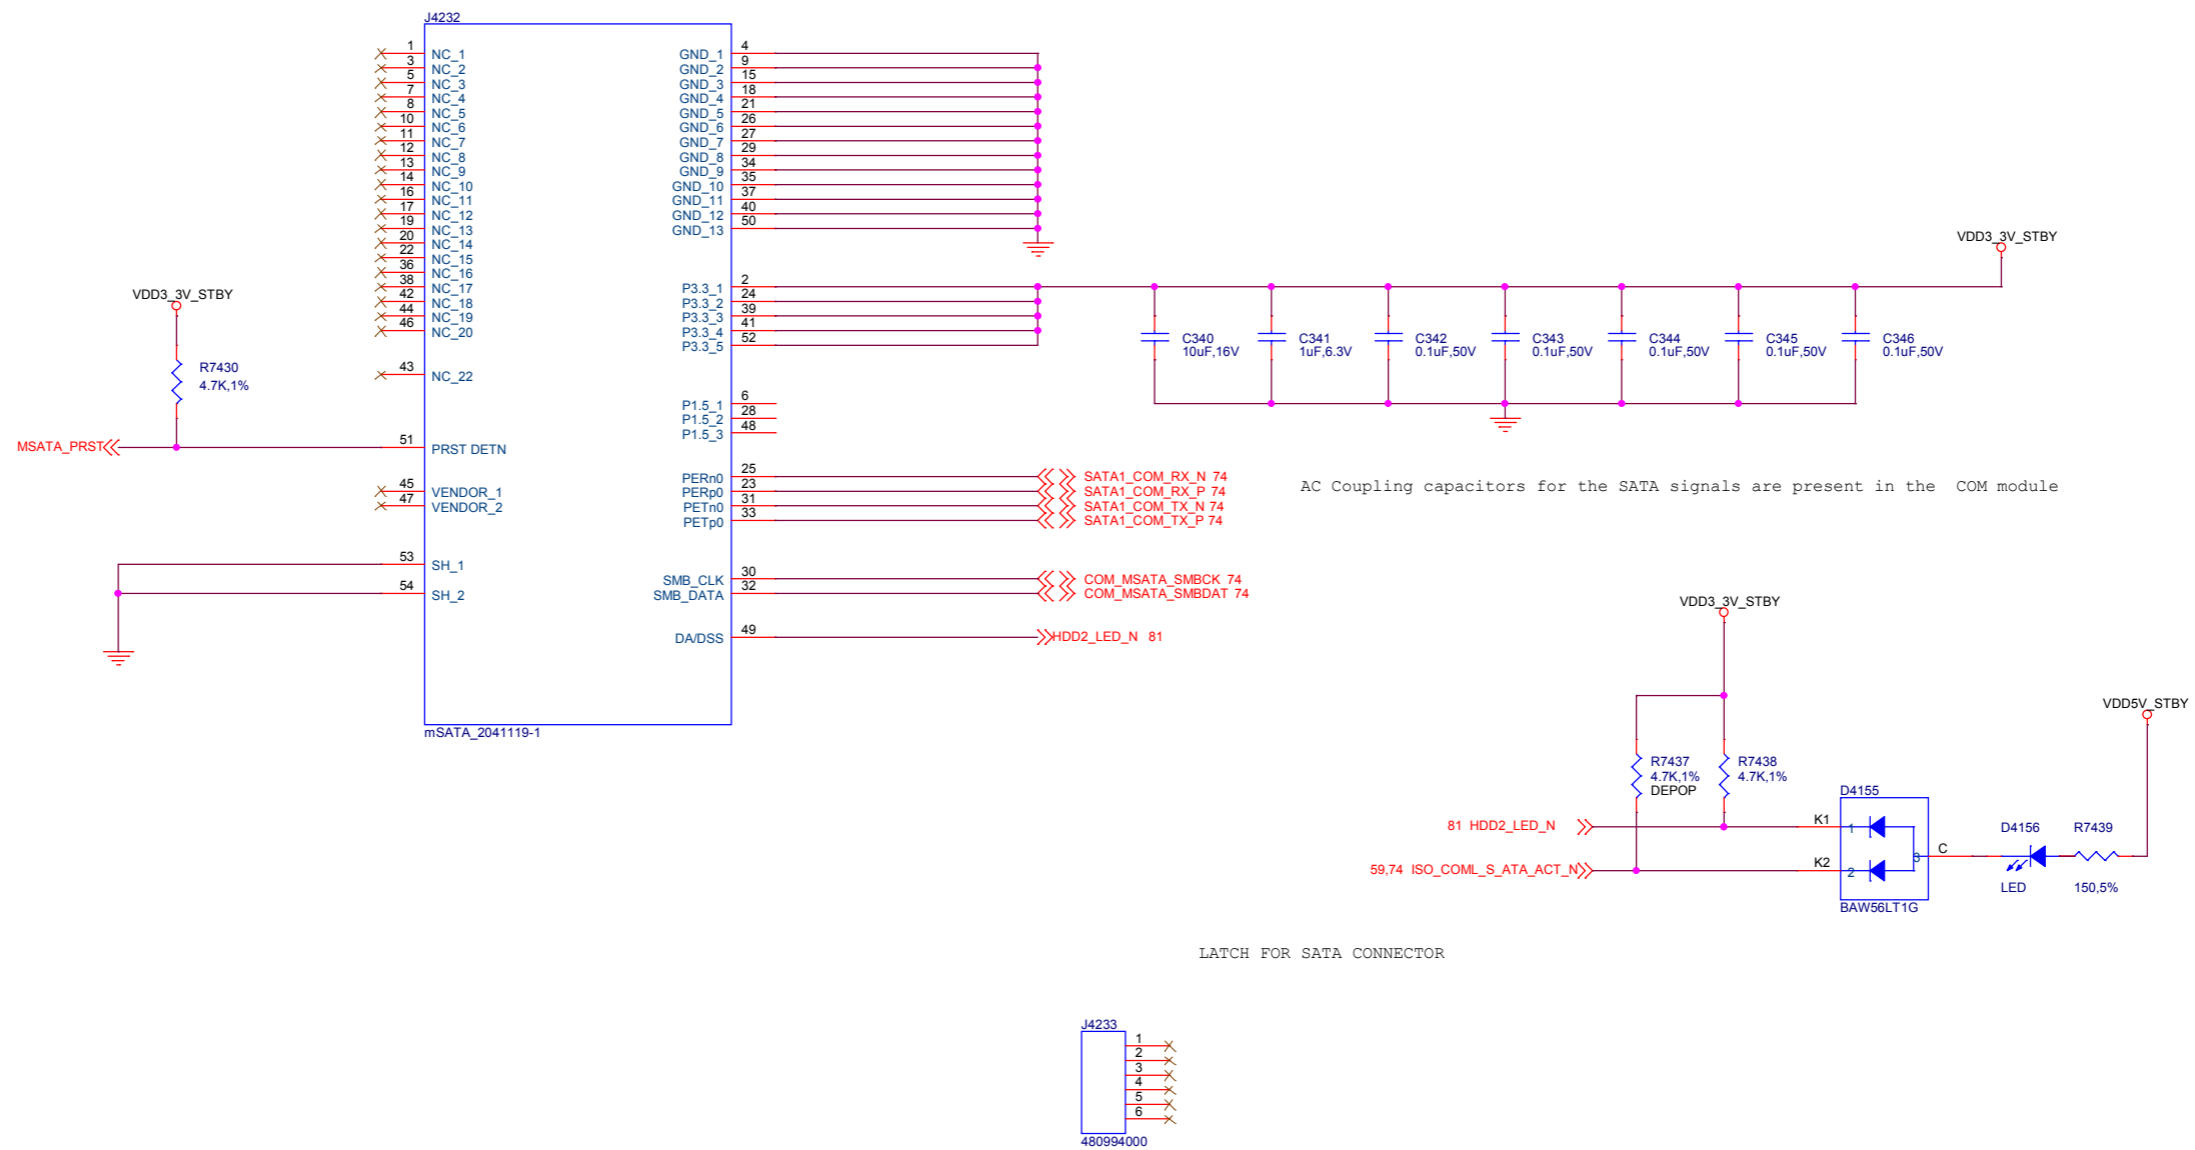 J4232
1 NC_1
3 NC_2
5 NC_3
7 NC_4
8 NC_5
10 NC_6
11 NC_7
12 NC_8
13 NC_9
14 NC_10
16 NC_11
17 NC_12
19 NC_13
20 NC_14
22 NC_15
36 NC_16
38 NC_17
42 NC_18
44 NC_19
46 NC_20
43 NC_22
VDD3_3V_STBY
R7430
4.7K,1%
MSATA_PRST
51 PRST DETN
45 VENDOR_1
47 VENDOR_2
53 SH_1
54 SH_2
GND_1 4
GND_2 9
GND_3 15
GND_4 18
GND_5 21
GND_6 26
GND_7 27
GND_8 29
GND_9 34
GND_10 35
GND_11 37
GND_12 40
GND_13 50
P3.3_1 2
P3.3_2 24
P3.3_3 39
P3.3_4 41
P3.3_5 52
P1.5_1 6
P1.5_2 28
P1.5_3 48
PERn0 25 SATA1_COM_RX_N 74
PERp0 23 SATA1_COM_RX_P 74
PETn0 31 SATA1_COM_TX_N 74
PETp0 33 SATA1_COM_TX_P 74
SMB_CLK 30 COM_MSATA_SMBCK 74
SMB_DATA 32 COM_MSATA_SMBDAT 74
DA/DSS 49 HDD2_LED_N 81
mSATA_2041119-1
VDD3_3V_STBY
C340
10uF,16V
C341
1uF,6.3V
C342
0.1uF,50V
C343
0.1uF,50V
C344
0.1uF,50V
C345
0.1uF,50V
C346
0.1uF,50V
AC Coupling capacitors for the SATA signals are present in the COM module
VDD3_3V_STBY
VDD5V_STBY
R7437
4.7K,1%
DEPOP
R7438
4.7K,1%
D4155
81 HDD2_LED_N
K1
1
59,74 ISO_COML_S_ATA_ACT_N
K2
2
3
C
BAW56LT1G
D4156
LED
R7439
150,5%
LATCH FOR SATA CONNECTOR
J4233
1
2
3
4
5
6
480994000